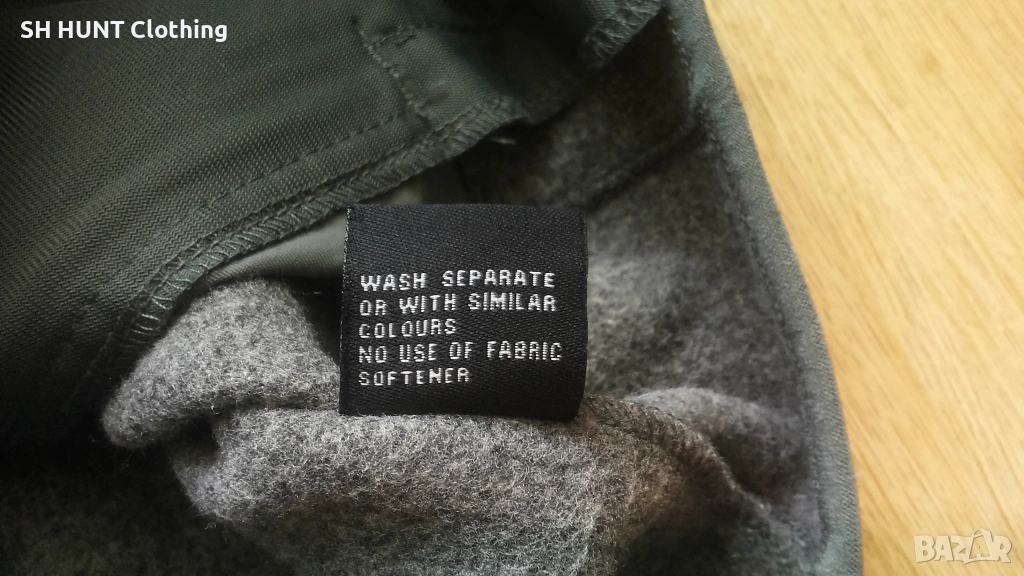 SH HUNT Clothing
WASH SEPARATE
OR WITH SIMILAR
COLOURS
NO USE OF FABRIC
SOFTENER
BAZAR